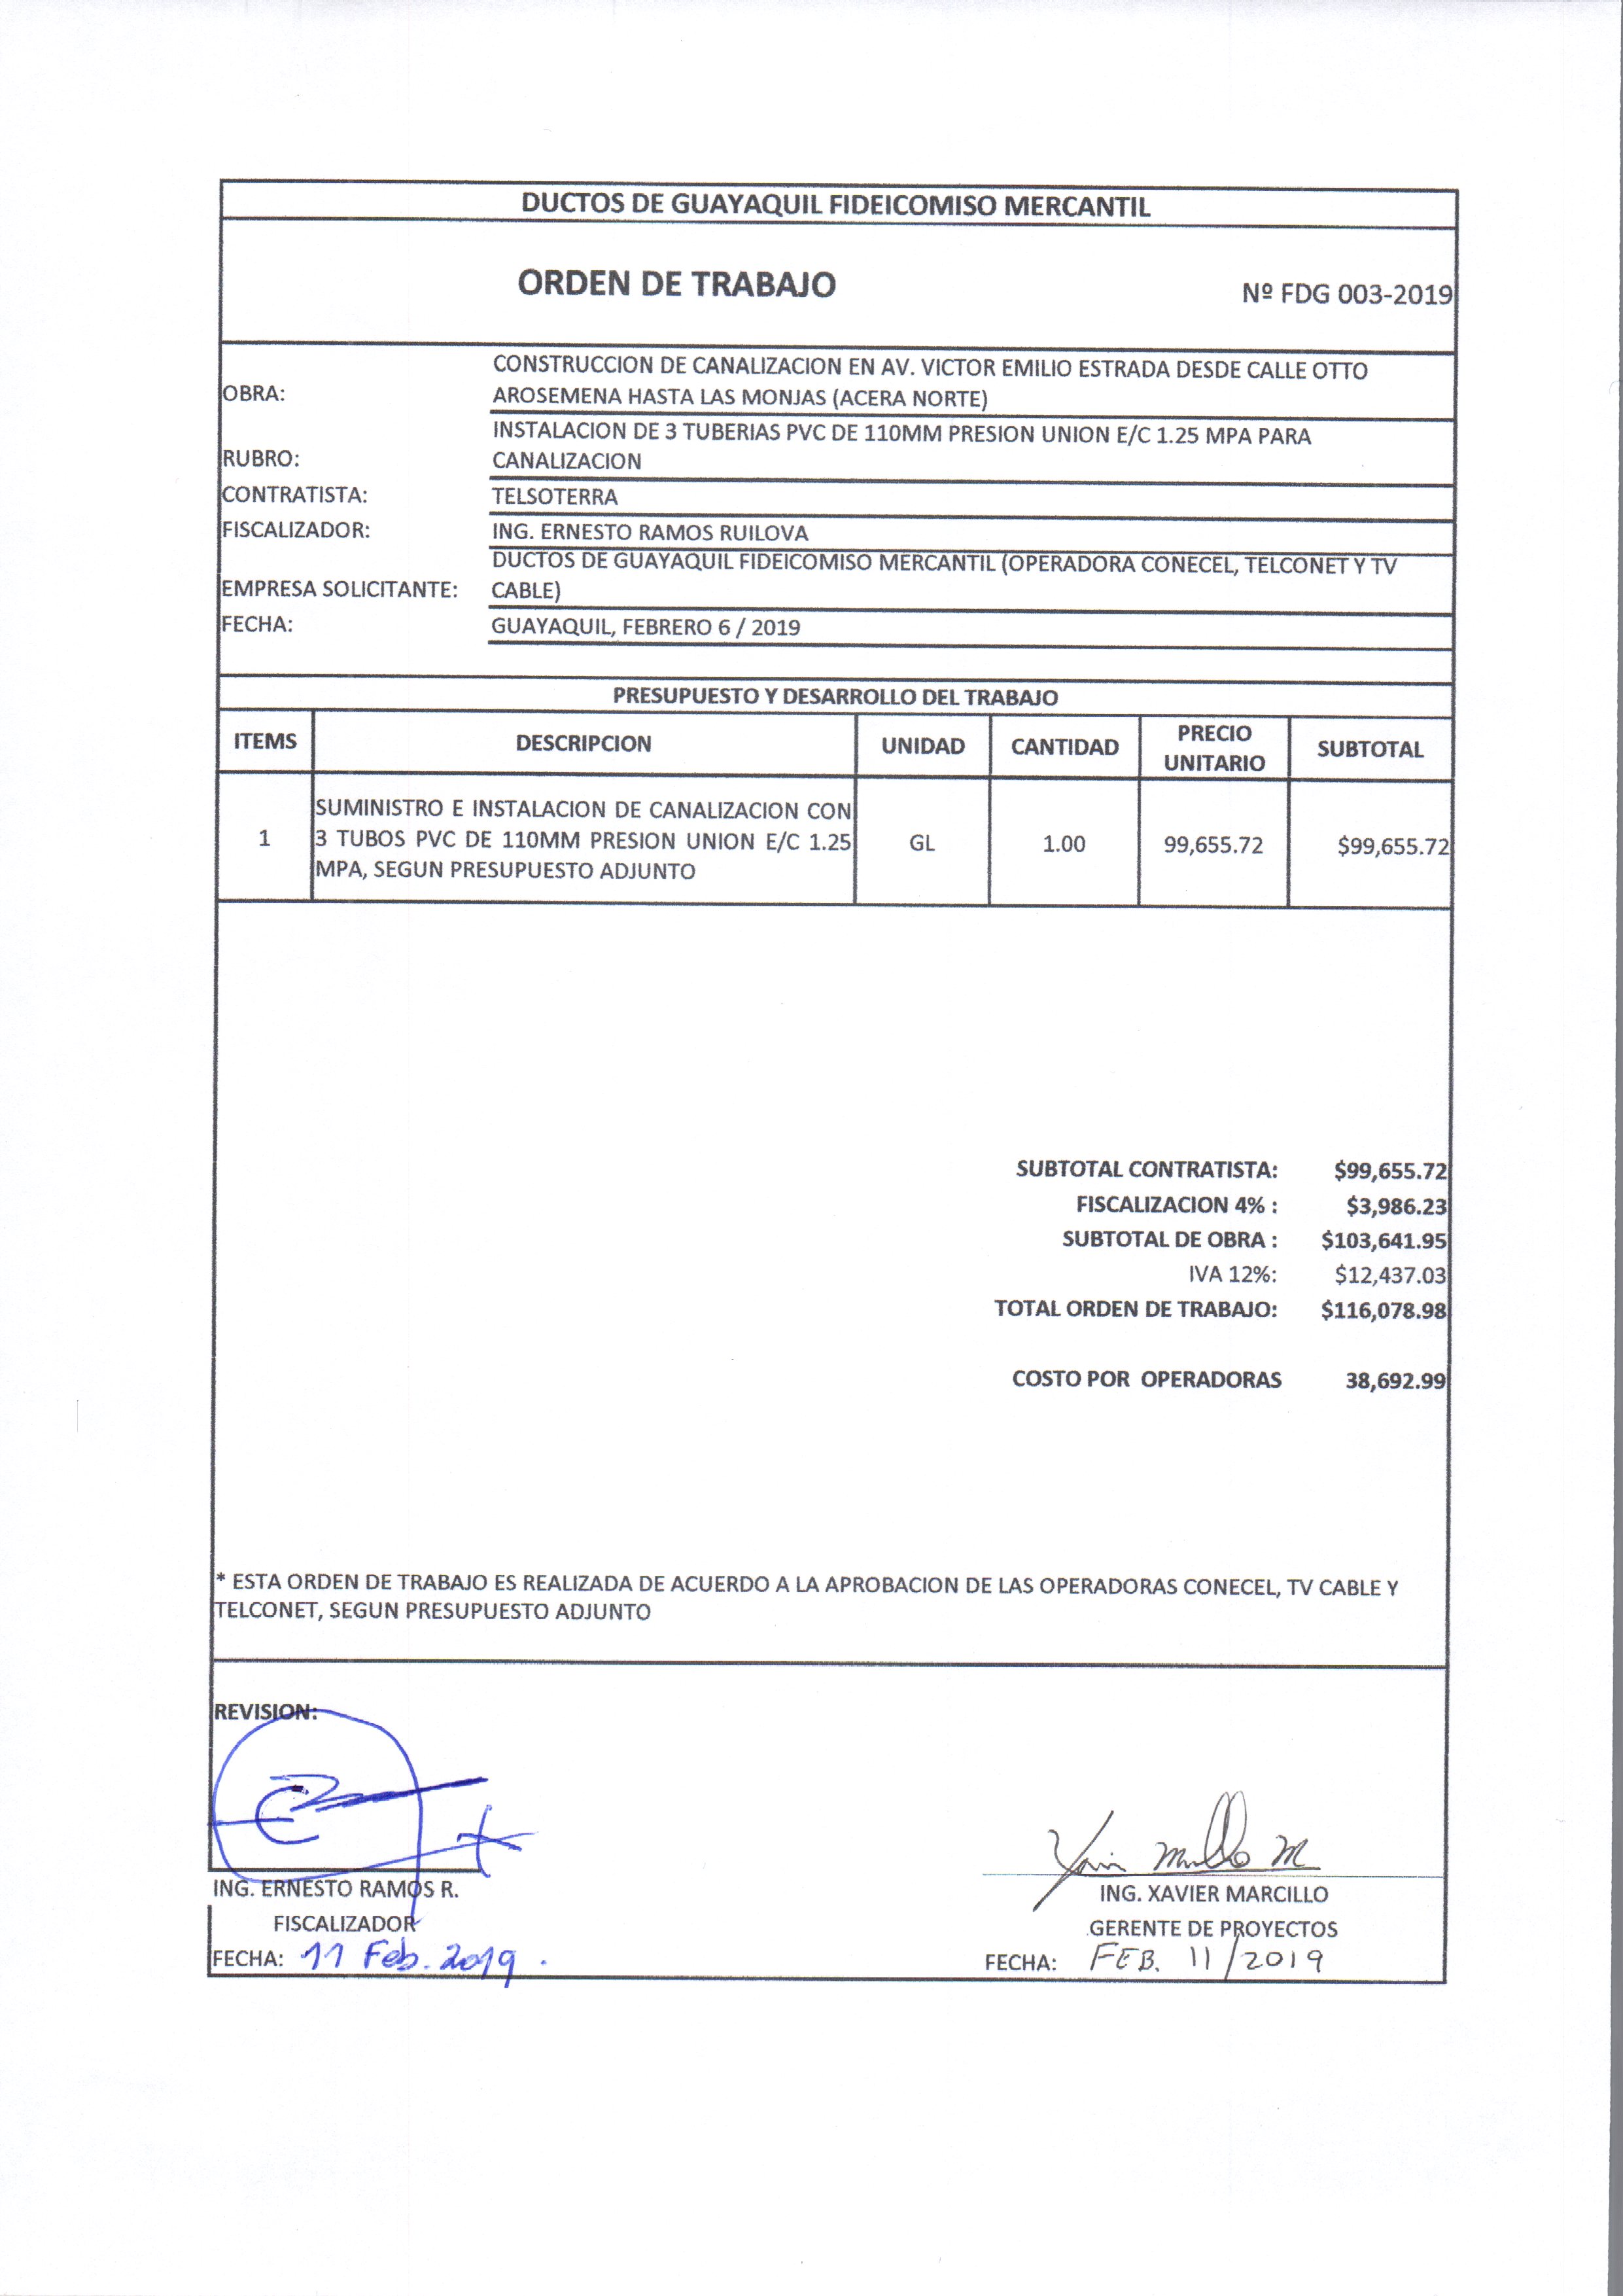 DUCTOS DE GUAYAQUIL FIDEICOMISO MERCANTIL
ORDEN DE TRABAJO
Nº FDG 003-2019
OBRA:
CONSTRUCCION DE CANALIZACION EN AV. VICTOR EMILIO ESTRADA DESDE CALLE OTTO
AROSEMENA HASTA LAS MONJAS (ACERA NORTE)
RUBRO:
INSTALACION DE 3 TUBERIAS PVC DE 110MM PRESION UNION E/C 1.25 MPA PARA
CANALIZACION
CONTRATISTA: TELSOTERRA
FISCALIZADOR: ING. ERNESTO RAMOS RUILOVA
EMPRESA SOLICITANTE:
DUCTOS DE GUAYAQUIL FIDEICOMISO MERCANTIL (OPERADORA CONECEL, TELCONET Y TV
CABLE)
FECHA: GUAYAQUIL, FEBRERO 6 / 2019
PRESUPUESTO Y DESARROLLO DEL TRABAJO
ITEMS DESCRIPCION UNIDAD CANTIDAD PRECIO UNITARIO SUBTOTAL
1
SUMINISTRO E INSTALACION DE CANALIZACION CON
3 TUBOS PVC DE 110MM PRESION UNION E/C 1.25
MPA, SEGUN PRESUPUESTO ADJUNTO
GL 1.00 99,655.72 $99,655.72
SUBTOTAL CONTRATISTA: $99,655.72
FISCALIZACION 4% : $3,986.23
SUBTOTAL DE OBRA : $103,641.95
IVA 12%: $12,437.03
TOTAL ORDEN DE TRABAJO: $116,078.98
COSTO POR OPERADORAS 38,692.99
* ESTA ORDEN DE TRABAJO ES REALIZADA DE ACUERDO A LA APROBACION DE LAS OPERADORAS CONECEL, TV CABLE Y
TELCONET, SEGUN PRESUPUESTO ADJUNTO
REVISION:
ING. ERNESTO RAMOS R.
FISCALIZADOR
FECHA: 11 Feb. 2019.
ING. XAVIER MARCILLO
GERENTE DE PROYECTOS
FECHA: FEB. 11/2019